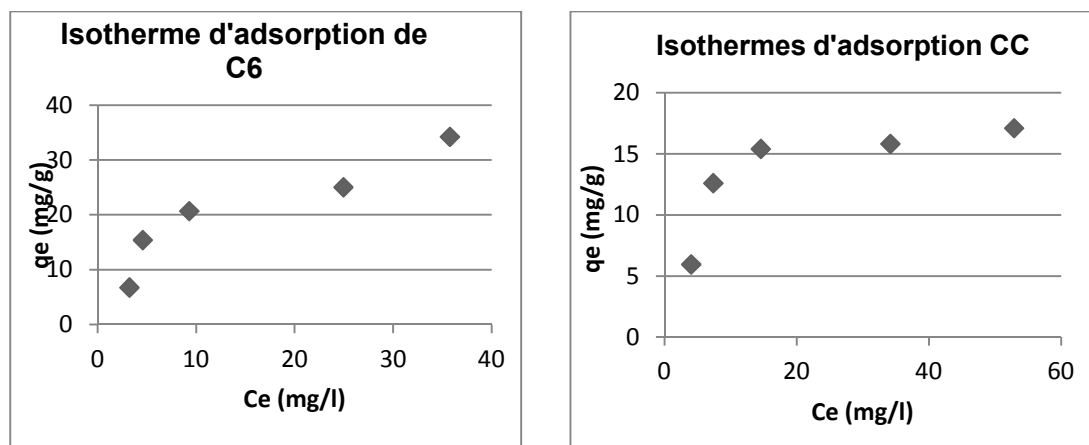 Isotherme d'adsorption de
C6
40
30
20
10
0
qe (mg/g)
0 10 20 30 40
Ce (mg/l)
Isothermes d'adsorption CC
20
15
10
5
0
qe (mg/g)
0 20 40 60
Ce (mg/l)